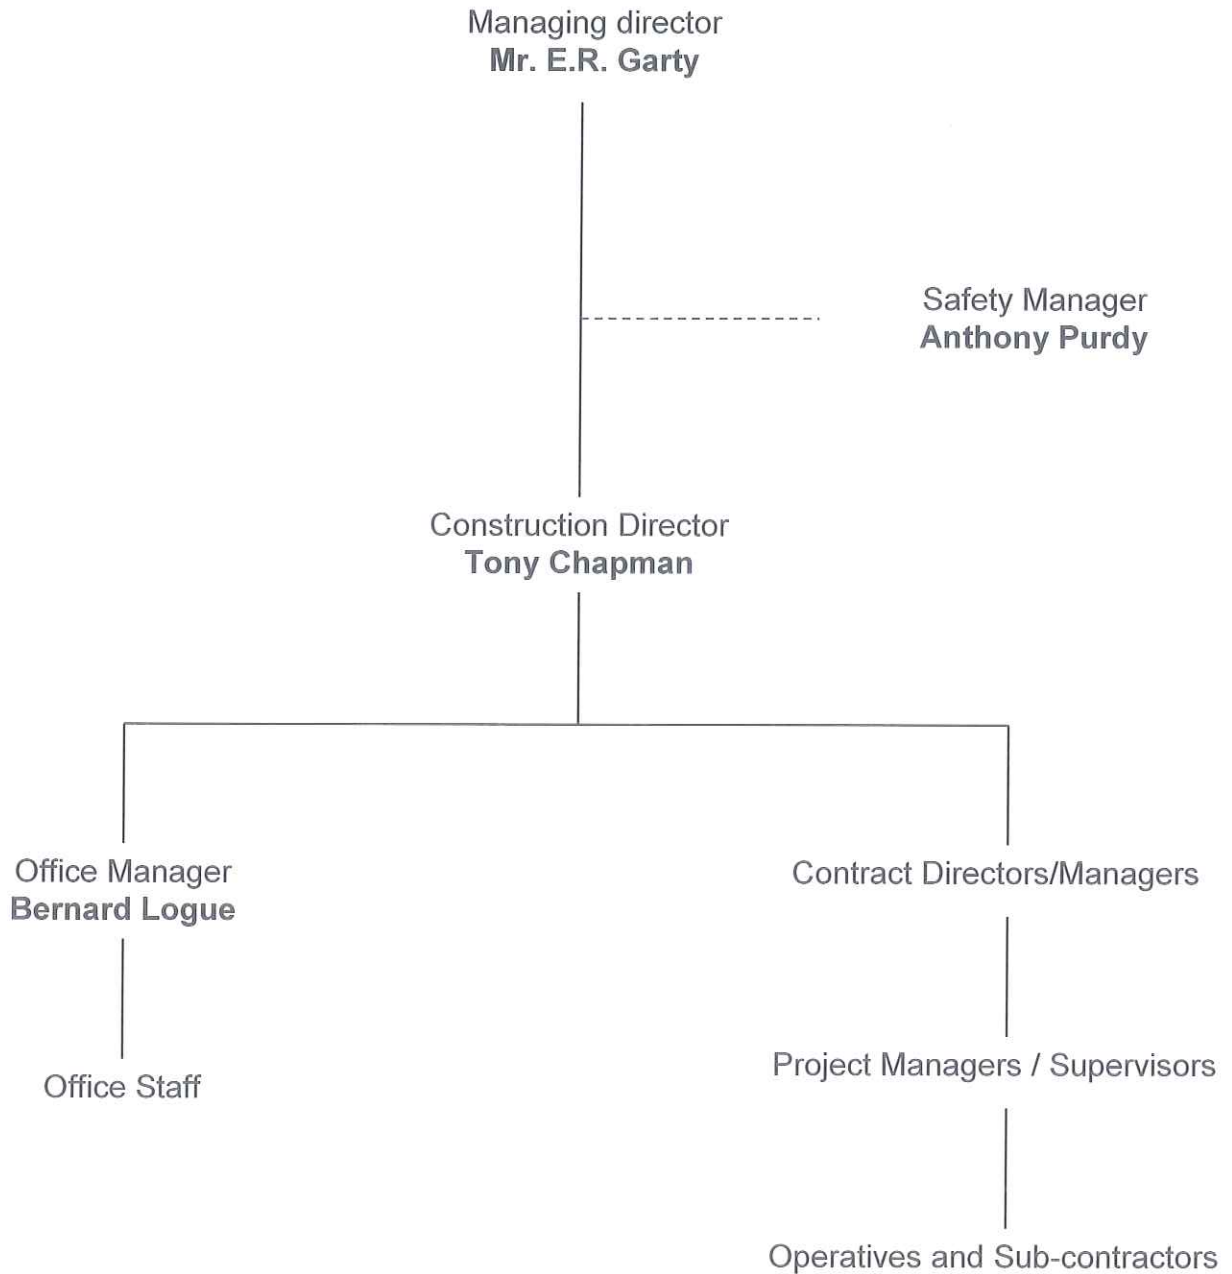 Managing director
Mr. E.R. Garty
Safety Manager
Anthony Purdy
Construction Director
Tony Chapman
Office Manager
Bernard Logue
Contract Directors/Managers
Project Managers / Supervisors
Office Staff
Operatives and Sub-contractors